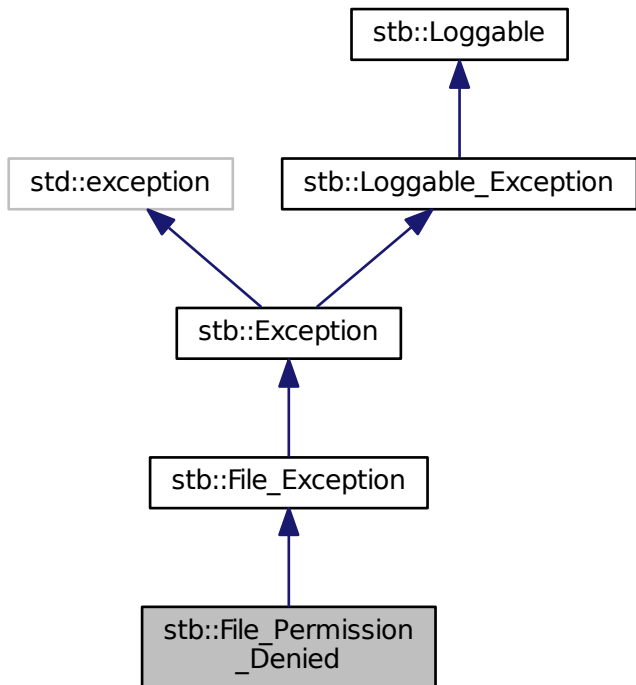 stb::Loggable
std::exception
stb::Loggable_Exception
stb::Exception
stb::File_Exception
stb::File_Permission
_Denied